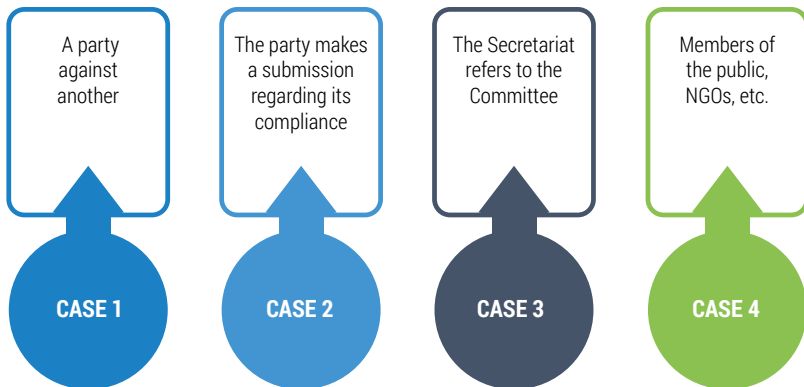 A party
against
another
The party makes
a submission
regarding its
compliance
The Secretariat
refers to the
Committee
Members of
the public,
NGOs, etc.
CASE 1
CASE 2
CASE 3
CASE 4